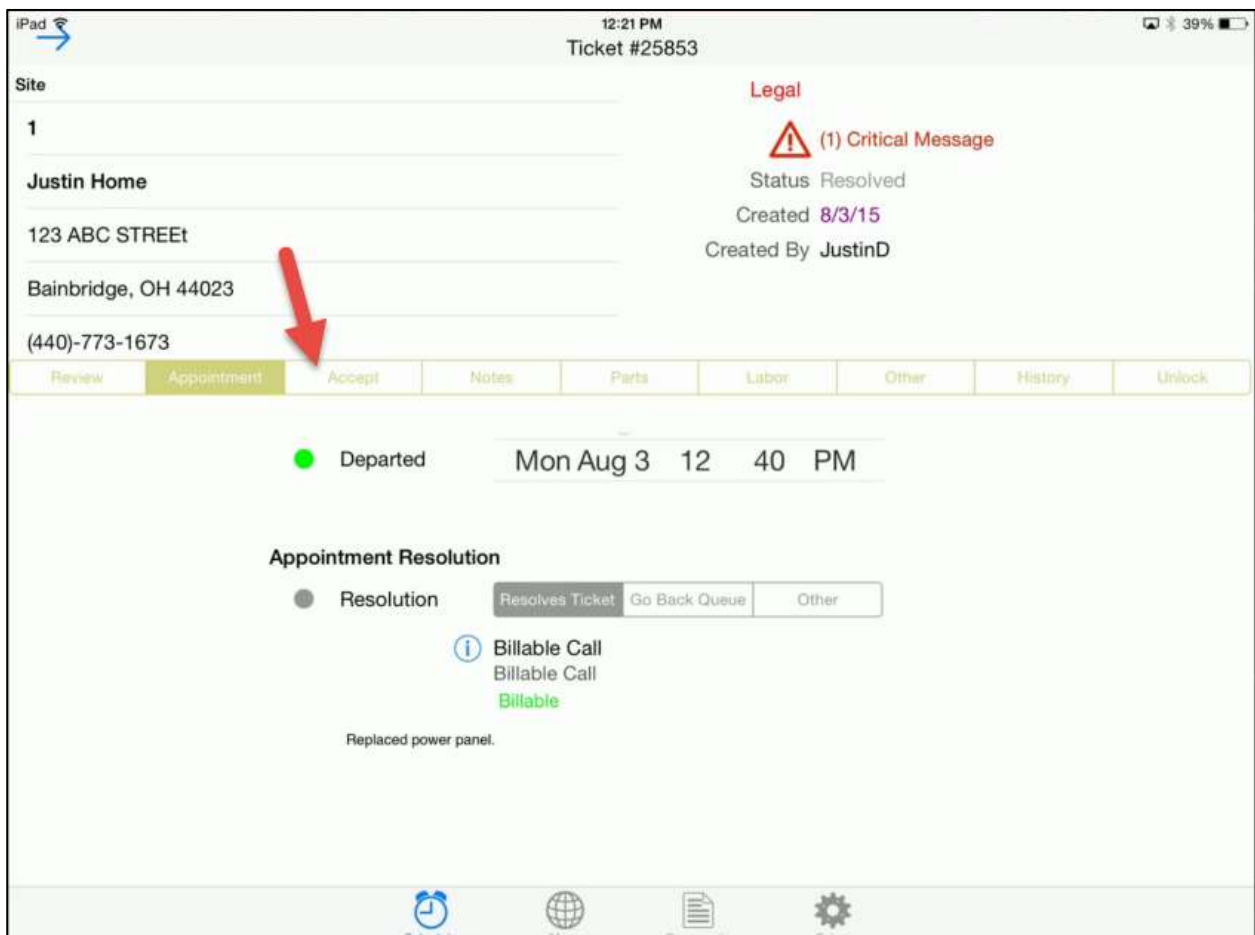 iPad 12:21 PM 39%
Ticket #25853
Site
1
Justin Home
123 ABC STREEt
Bainbridge, OH 44023
(440)-773-1673
Legal
(1) Critical Message
Status Resolved
Created 8/3/15
Created By JustinD
Review Appointment Accept Notes Parts Labor Other History Unlock
Departed Mon Aug 3 12 40 PM
Appointment Resolution
Resolution Resolves Ticket Go Back Queue Other
Billable Call
Billable Call
Billable
Replaced power panel.